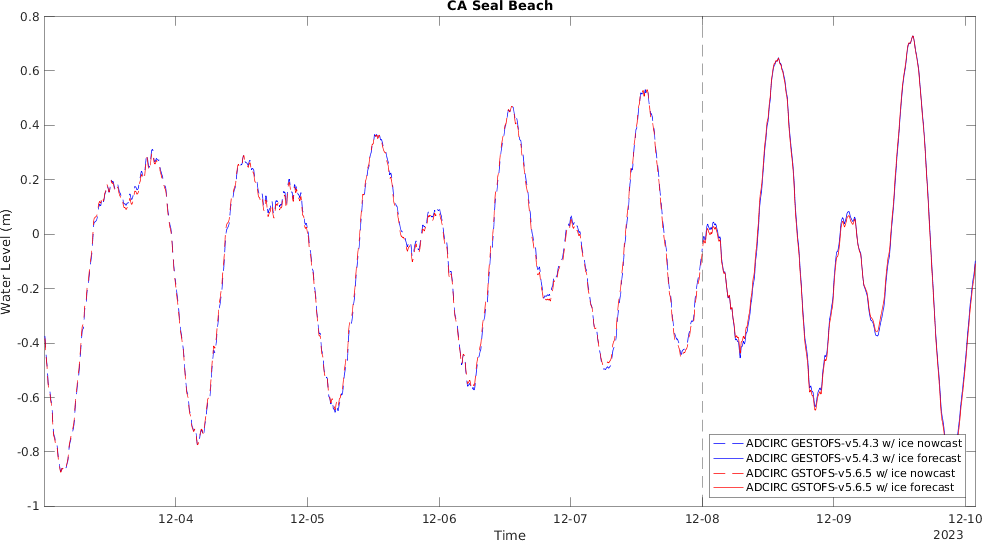 CA Seal Beach
0.8
0.6
0.4
0.2
0
-0.2
-0.4
-0.6
-0.8
-1
Water Level (m)
12-04
12-05
12-06
12-07
12-08
12-09
12-10
Time
2023
ADCIRC GESTOFS-v5.4.3 w/ ice nowcast
ADCIRC GESTOFS-v5.4.3 w/ ice forecast
ADCIRC GSTOFS-v5.6.5 w/ ice nowcast
ADCIRC GSTOFS-v5.6.5 w/ ice forecast